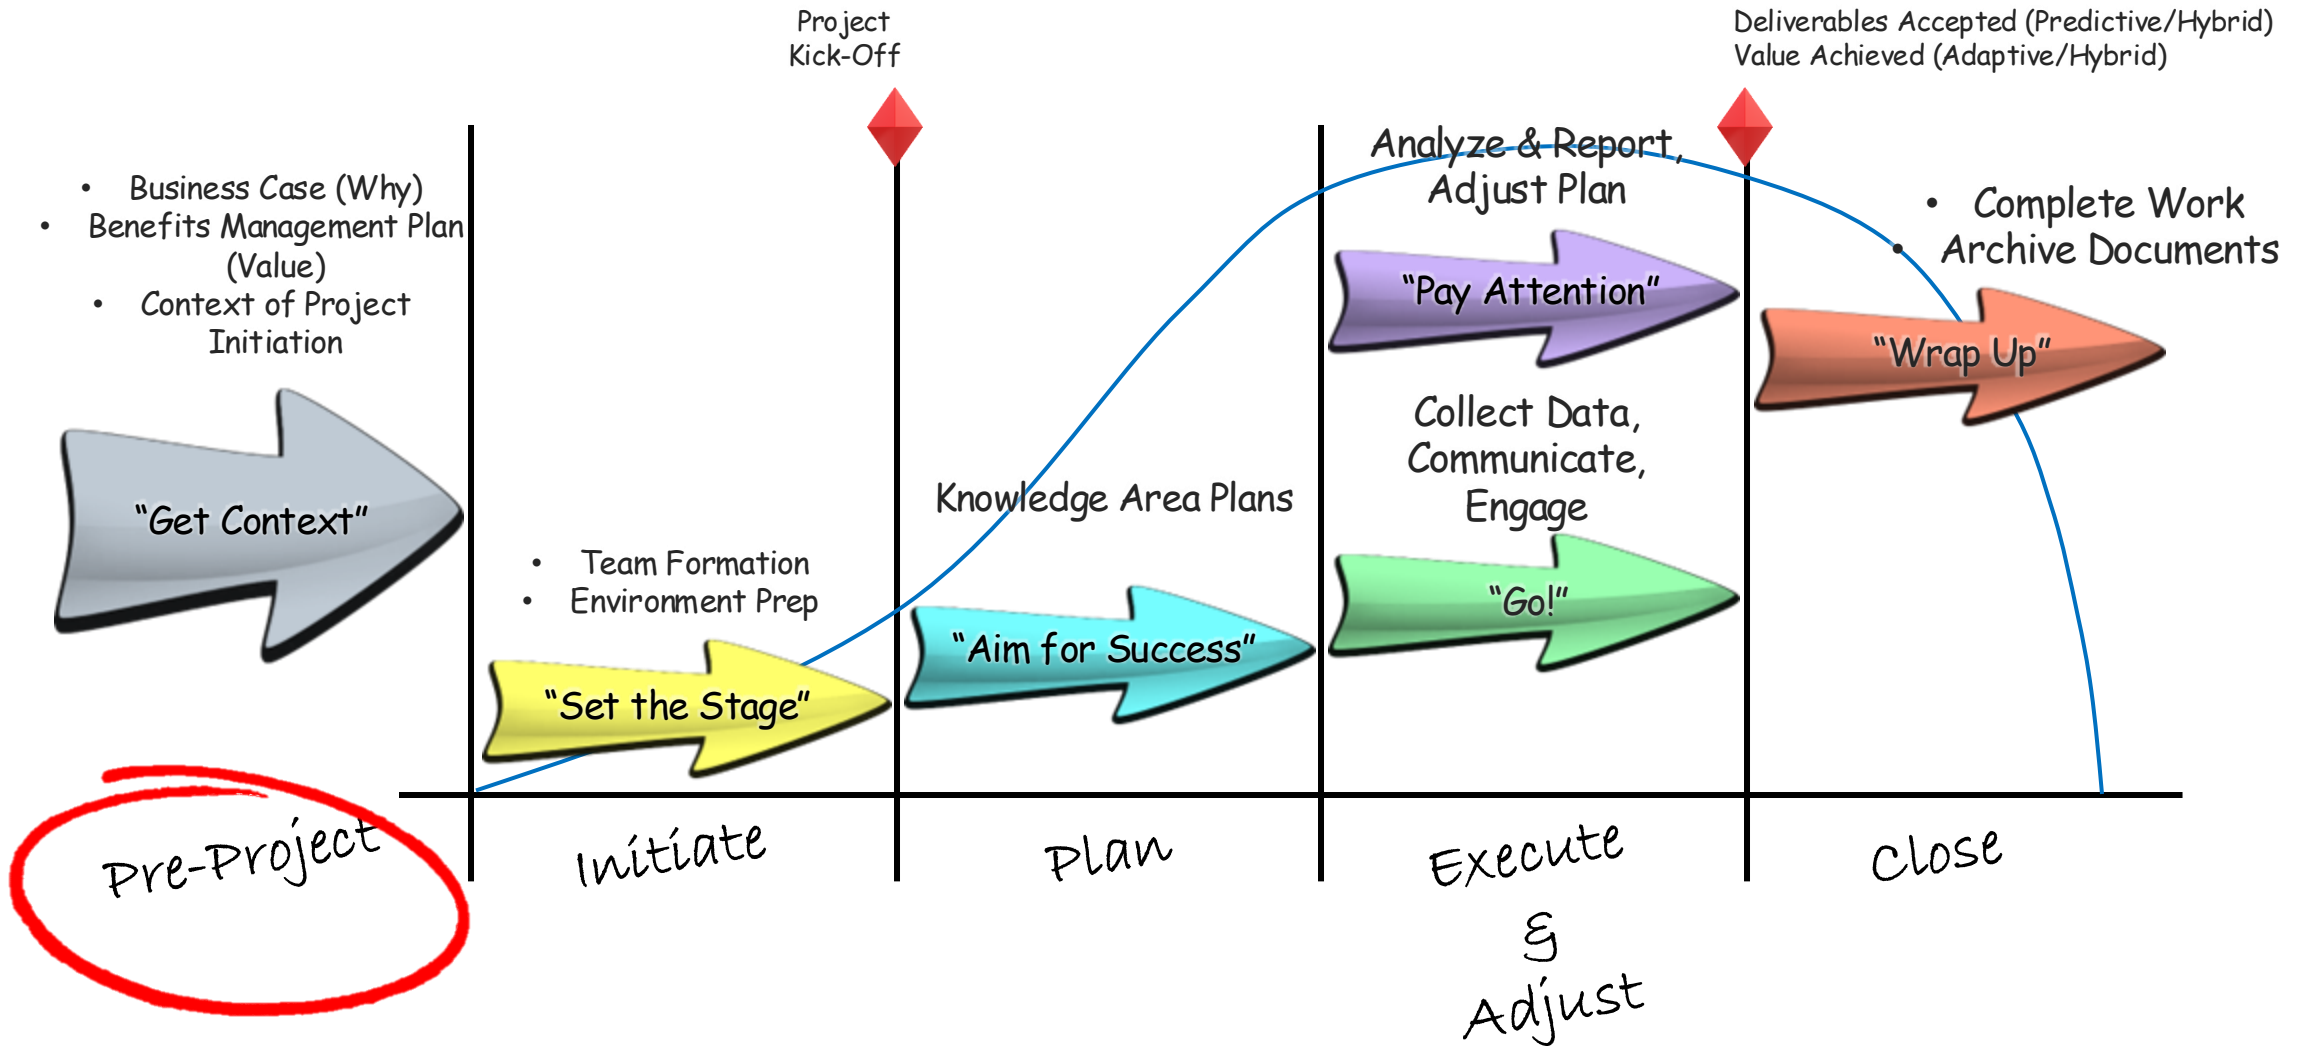 Project
Kick-Off
Deliverables Accepted (Predictive/Hybrid)
Value Achieved (Adaptive/Hybrid)
• Business Case (Why)
• Benefits Management Plan
(Value)
• Context of Project
Initiation
“Get Context”
• Team Formation
• Environment Prep
“Set the Stage”
Knowledge Area Plans
“Aim for Success”
Analyze & Report,
Adjust Plan
“Pay Attention”
Collect Data,
Communicate,
Engage
“Go!”
• Complete Work
• Archive Documents
“Wrap Up”
Pre-Project
Initiate
Plan
Execute
&
Adjust
Close